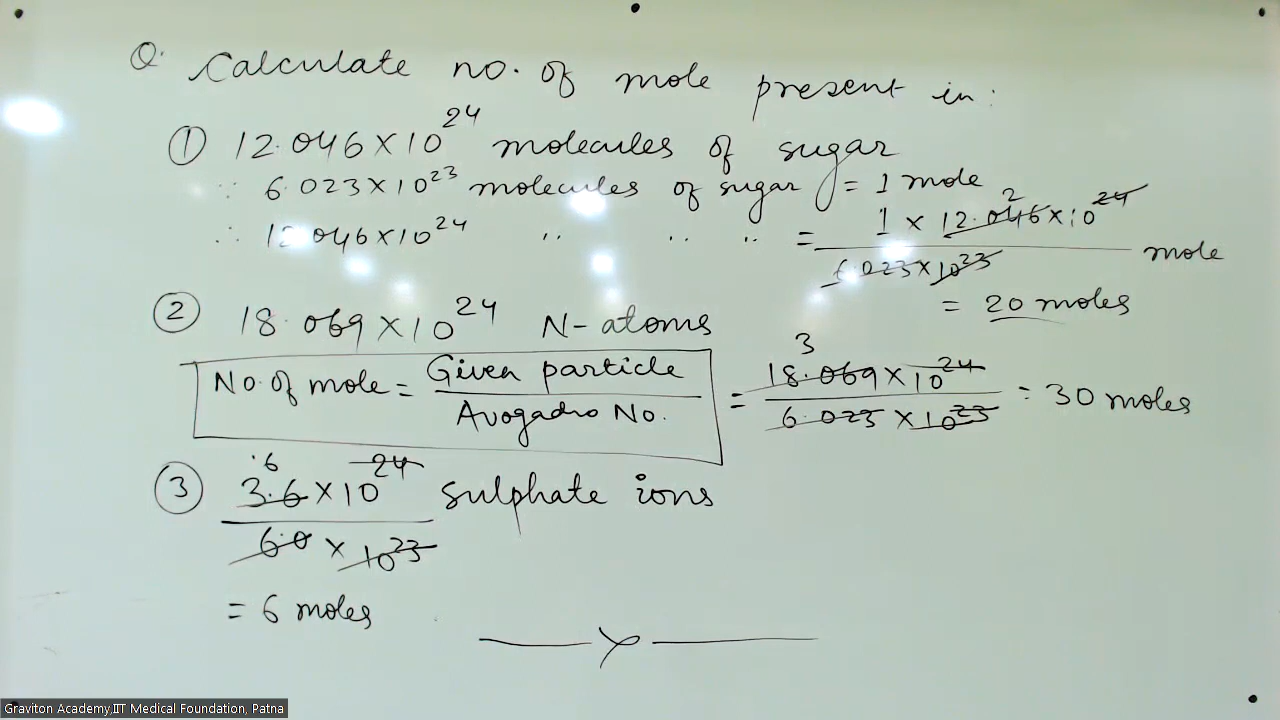 Q. Calculate no. of mole present in:
① 12.046×10^24 molecules of sugar
∵ 6.023×10^23 molecules of sugar = 1 mole
∴ 12.046×10^24 ,, ,, ,, = 1 × 12.046×10^24 / 6.023×10^23 mole
2
= 20 moles
② 18.069×10^24 N-atoms
No. of mole = Given particle / Avogadro No. = 18.069×10^24 / 6.023×10^23 = 30 moles
3
③ 3.6×10^24 sulphate ions
.6
6.0 × 10^23
= 6 moles
Graviton Academy,IIT Medical Foundation, Patna